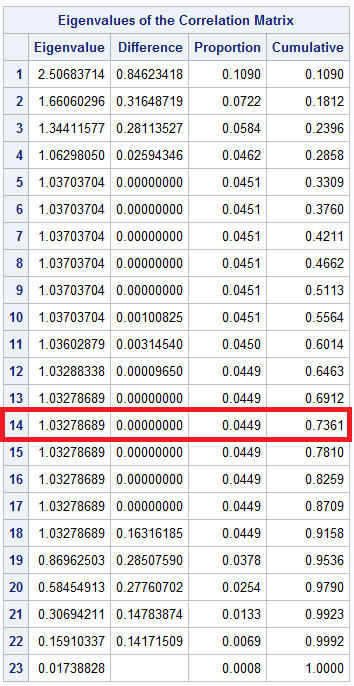 Eigenvalues of the Correlation Matrix
Eigenvalue Difference Proportion Cumulative
1 2.50683714 0.84623418 0.1090 0.1090
2 1.66060296 0.31648719 0.0722 0.1812
3 1.34411577 0.28113527 0.0584 0.2396
4 1.06298050 0.02594346 0.0462 0.2858
5 1.03703704 0.00000000 0.0451 0.3309
6 1.03703704 0.00000000 0.0451 0.3760
7 1.03703704 0.00000000 0.0451 0.4211
8 1.03703704 0.00000000 0.0451 0.4662
9 1.03703704 0.00000000 0.0451 0.5113
10 1.03703704 0.00100825 0.0451 0.5564
11 1.03602879 0.00314540 0.0450 0.6014
12 1.03288338 0.00009650 0.0449 0.6463
13 1.03278689 0.00000000 0.0449 0.6912
14 1.03278689 0.00000000 0.0449 0.7361
15 1.03278689 0.00000000 0.0449 0.7810
16 1.03278689 0.00000000 0.0449 0.8259
17 1.03278689 0.00000000 0.0449 0.8709
18 1.03278689 0.16316185 0.0449 0.9158
19 0.86962503 0.28507590 0.0378 0.9536
20 0.58454913 0.27760702 0.0254 0.9790
21 0.30694211 0.14783874 0.0133 0.9923
22 0.15910337 0.14171509 0.0069 0.9992
23 0.01738828 0.0008 1.0000